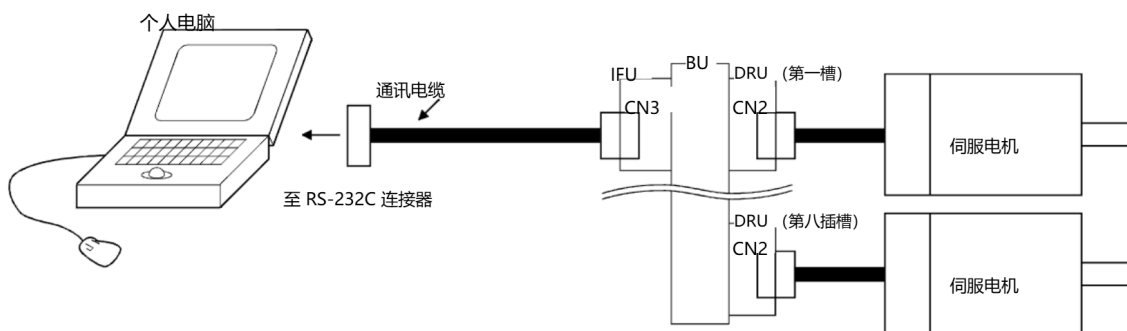 个人电脑
通讯电缆
至 RS-232C 连接器
IFU
CN3
BU
DRU (第一槽)
CN2
伺服电机
DRU (第八插槽)
CN2
伺服电机